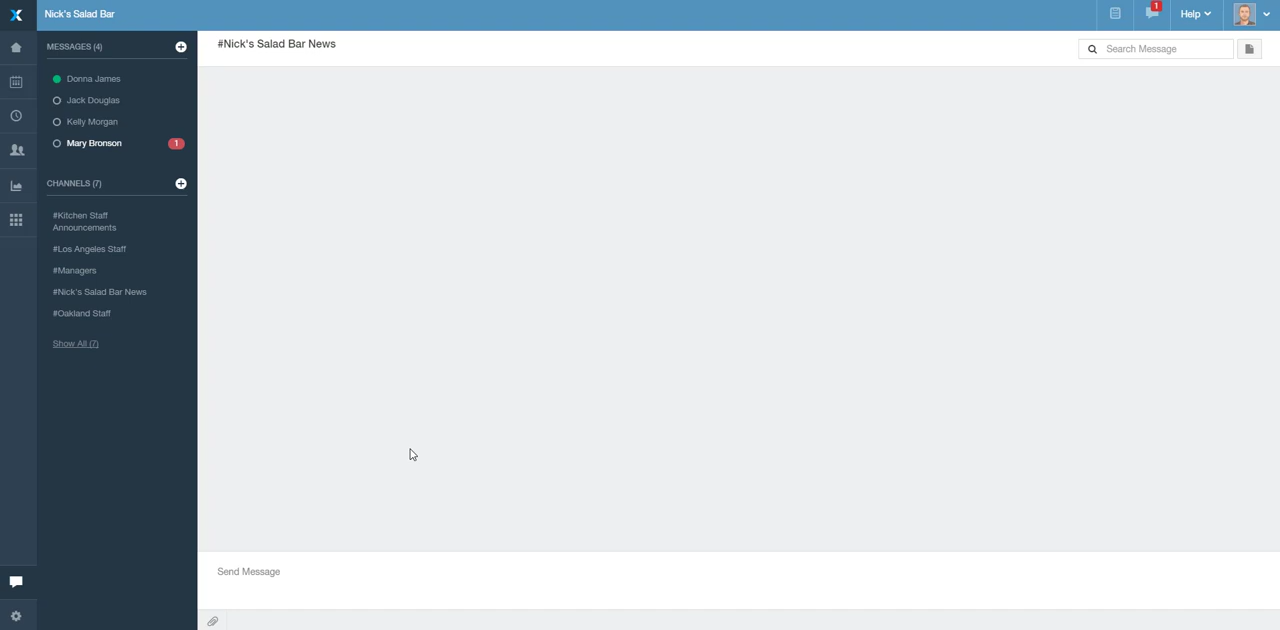 Nick's Salad Bar
1
Help
MESSAGES (4)
Donna James
Jack Douglas
Kelly Morgan
Mary Bronson
1
CHANNELS (7)
#Kitchen Staff
Announcements
#Los Angeles Staff
#Managers
#Nick's Salad Bar News
#Oakland Staff
Show All (7)
#Nick's Salad Bar News
Search Message
Send Message